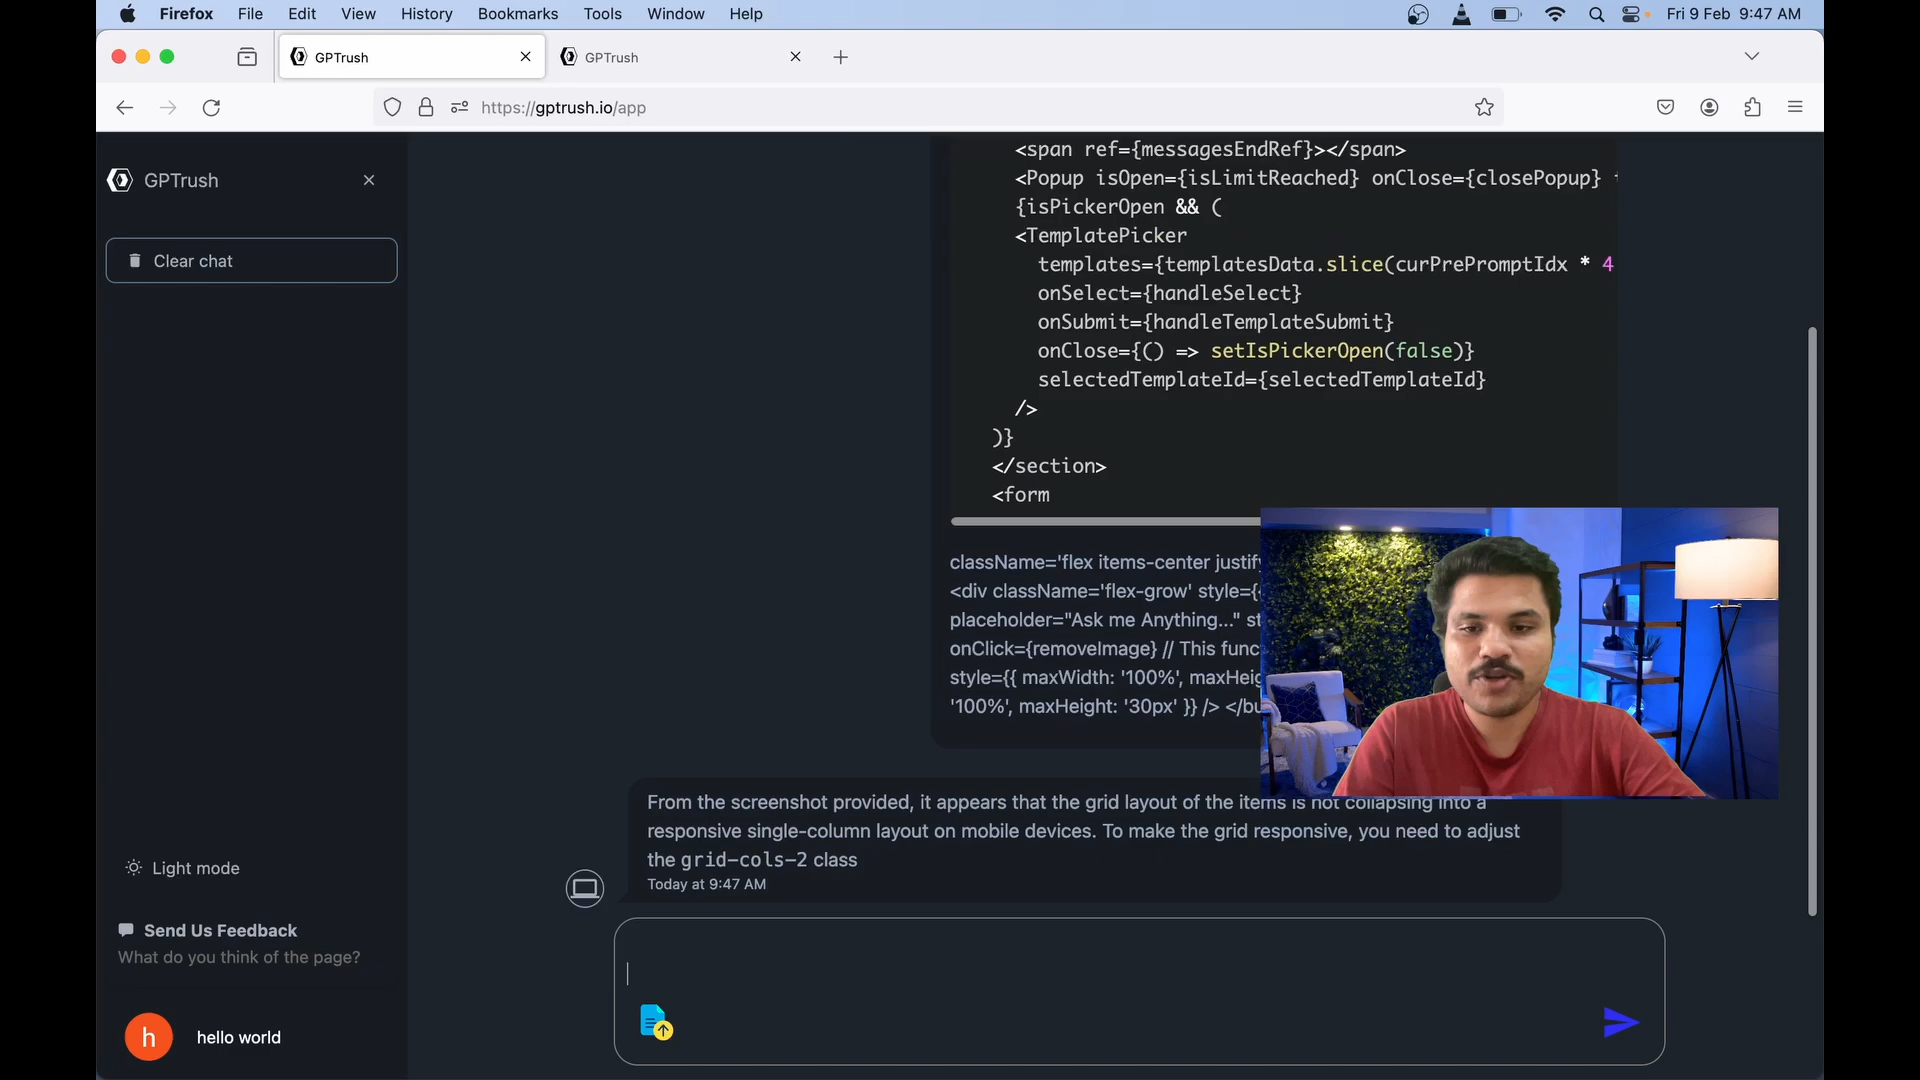 Firefox File Edit View History Bookmarks Tools Window Help Fri 9 Feb 9:47 AM
GPTrush GPTrush
https://gptrush.io/app
GPTrush
Clear chat
<span ref={messagesEndRef}></span>
<Popup isOpen={isLimitReached} onClose={closePopup}
{isPickerOpen && (
<TemplatePicker
templates={templatesData.slice(curPrePromptIdx * 4
onSelect={handleSelect}
onSubmit={handleTemplateSubmit}
onClose={() => setIsPickerOpen(false)}
selectedTemplateId={selectedTemplateId}
/>
)}
</section>
<form
className='flex items-center justify
<div className='flex-grow' style={
placeholder="Ask me Anything..."
onClick={removeImage} // This
style={{ maxWidth: '100%',
'100%', maxHeight: '30px' }} />
From the screenshot provided, it appears that the grid layout of the items is not collapsing into a
responsive single-column layout on mobile devices. To make the grid responsive, you need to adjust
the grid-cols-2 class
Today at 9:47 AM
Light mode
Send Us Feedback
What do you think of the page?
h hello world